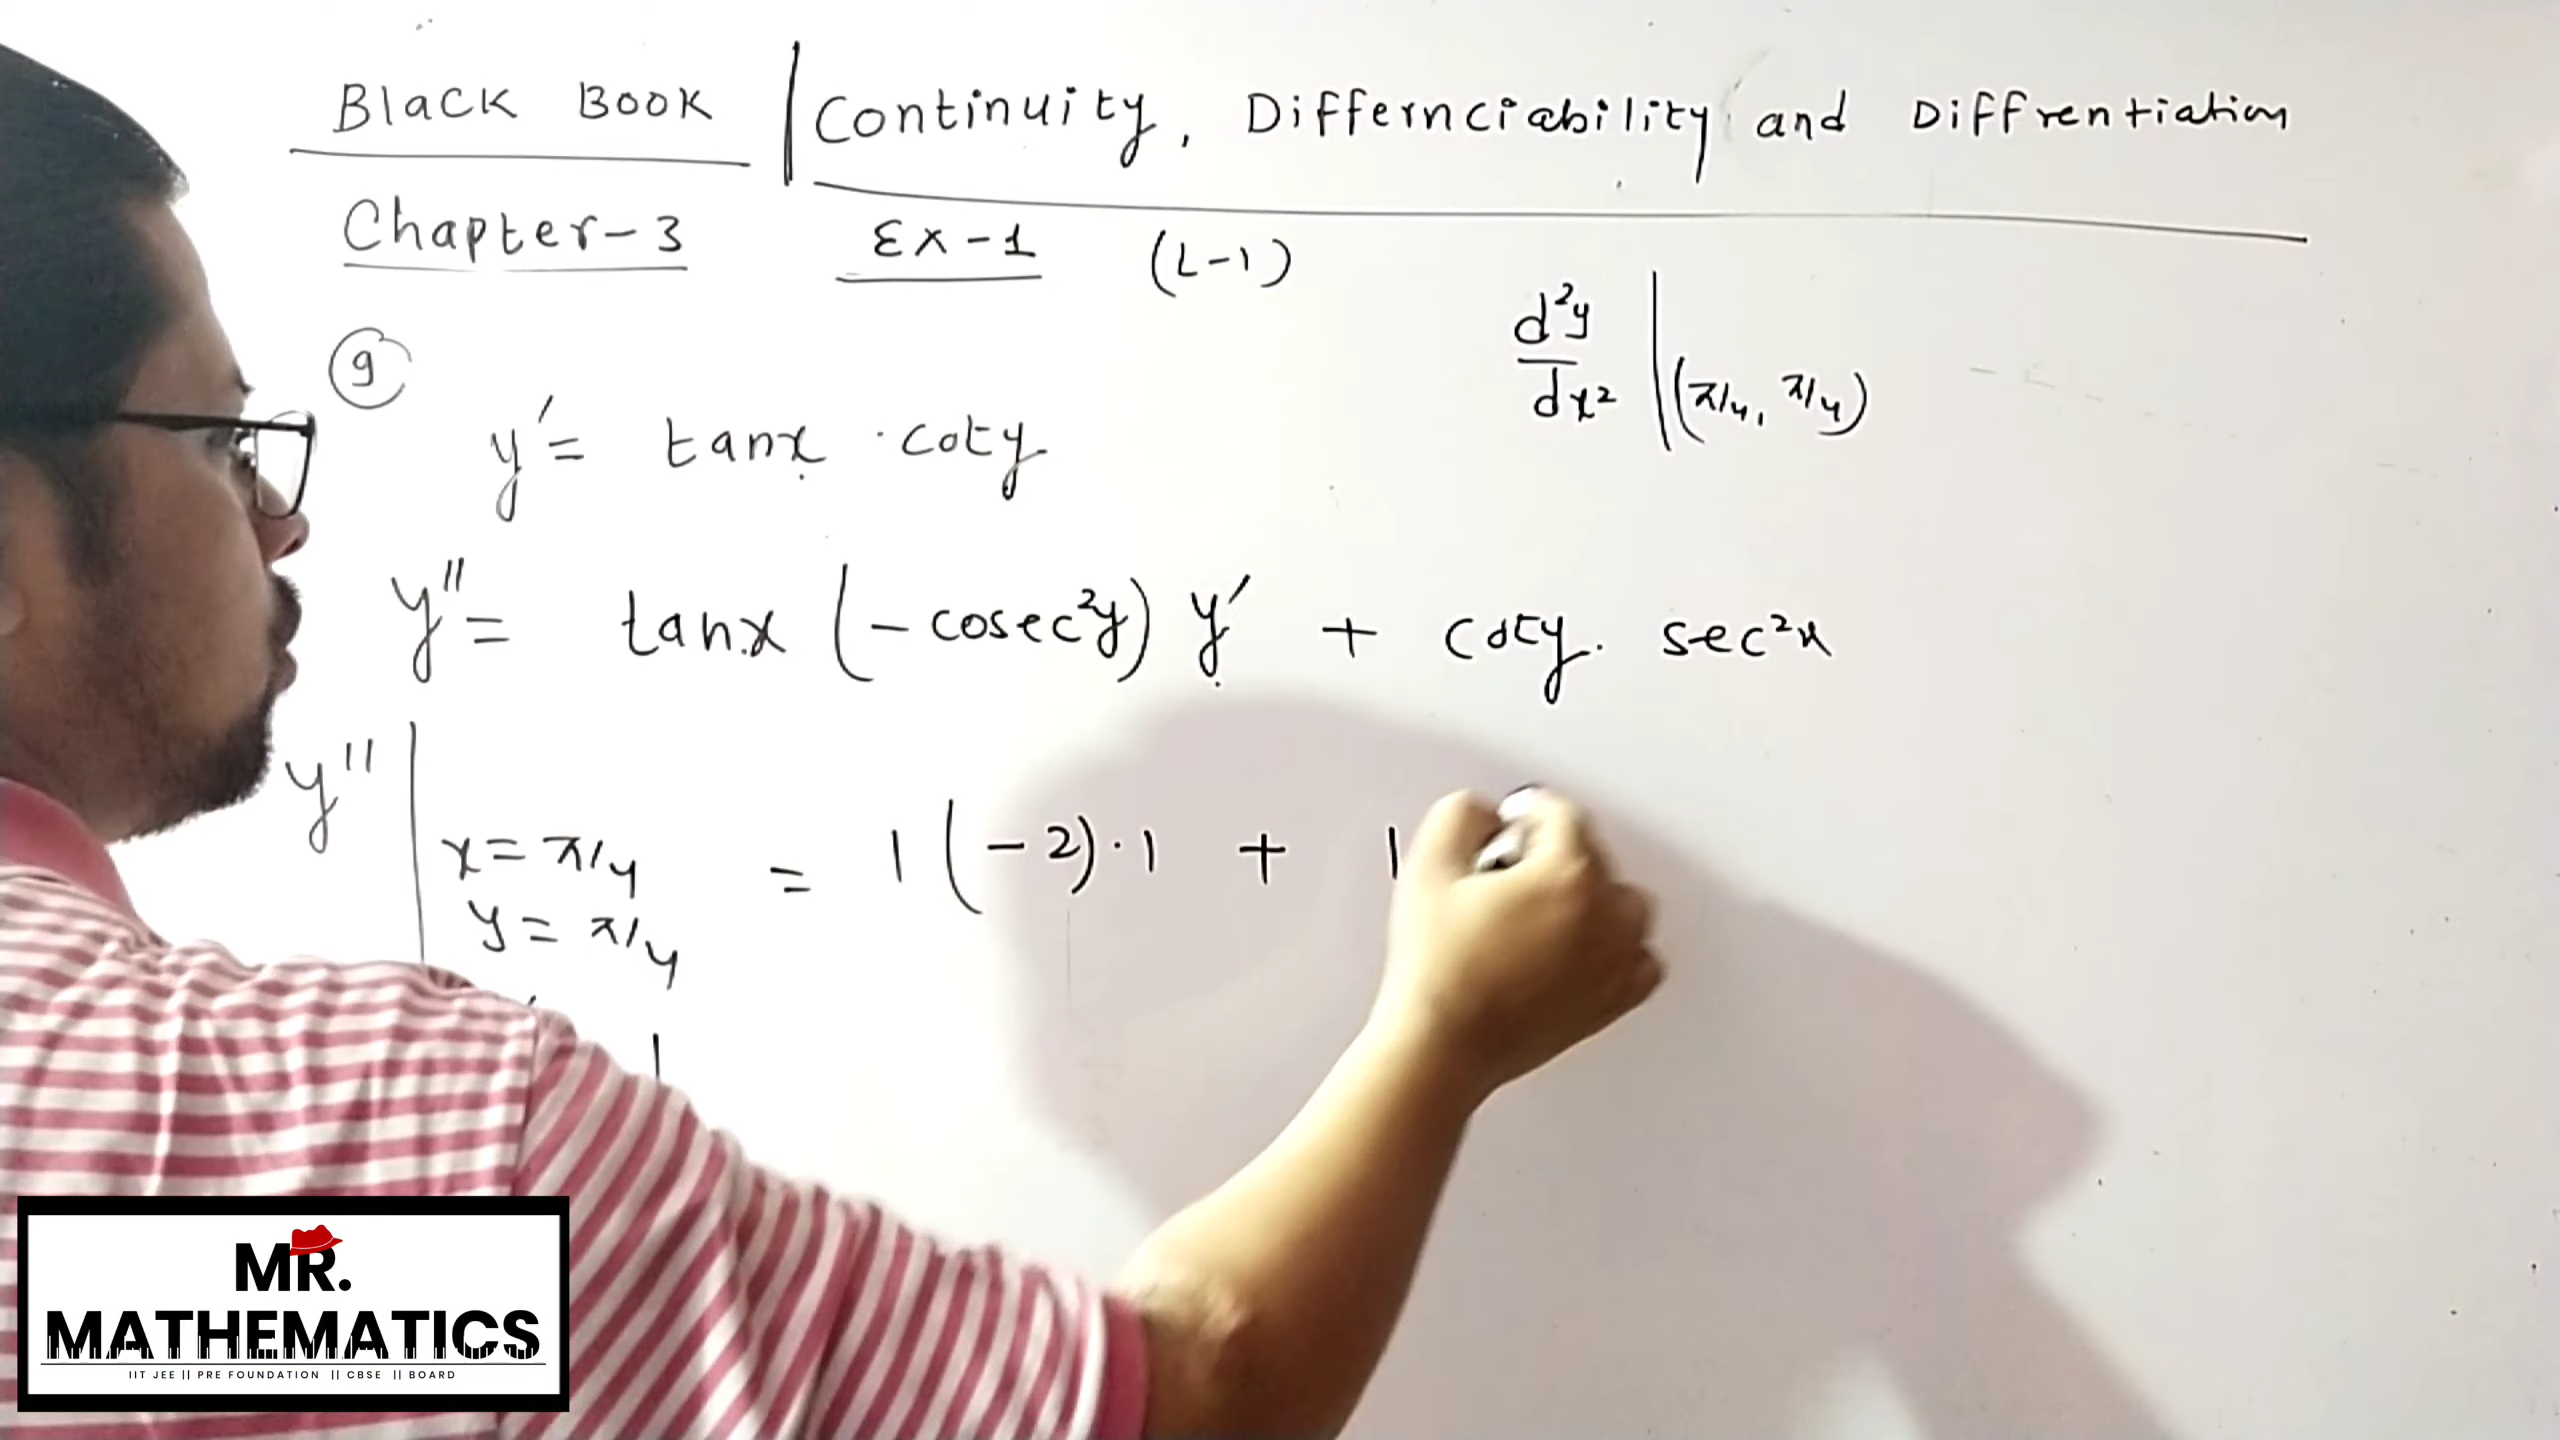 Black Book | Continuity, Differnciability and Diffrentiation
Chapter-3 Ex-1 (L-1)
d²y/dx² |(π/4, π/4)
9
y' = tanx · coty
y'' = tanx (-cosec²y) y' + coty. sec²x
y'' | x = π/4 = 1(-2)·1 + 1
y = π/4
MR.
MATHEMATICS
IIT JEE || PRE FOUNDATION || CBSE || BOARD